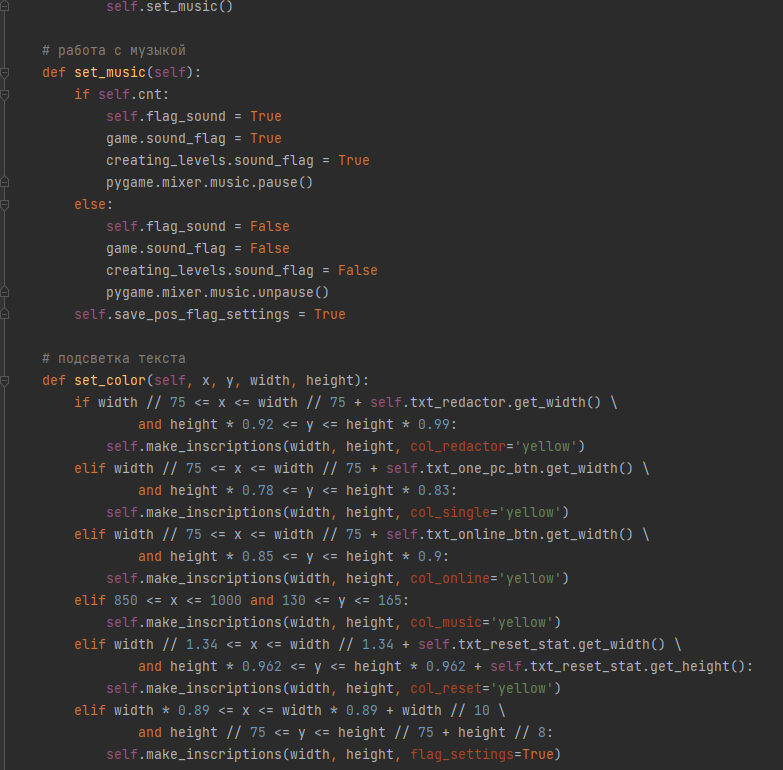 self.set_music()
# работа с музыкой
def set_music(self):
if self.cnt:
self.flag_sound = True
game.sound_flag = True
creating_levels.sound_flag = True
pygame.mixer.music.pause()
else:
self.flag_sound = False
game.sound_flag = False
creating_levels.sound_flag = False
pygame.mixer.music.unpause()
self.save_pos_flag_settings = True
# подсветка текста
def set_color(self, x, y, width, height):
if width // 75 <= x <= width // 75 + self.txt_redactor.get_width() \
and height * 0.92 <= y <= height * 0.99:
self.make_inscriptions(width, height, col_redactor='yellow')
elif width // 75 <= x <= width // 75 + self.txt_one_pc_btn.get_width() \
and height * 0.78 <= y <= height * 0.83:
self.make_inscriptions(width, height, col_single='yellow')
elif width // 75 <= x <= width // 75 + self.txt_online_btn.get_width() \
and height * 0.85 <= y <= height * 0.9:
self.make_inscriptions(width, height, col_online='yellow')
elif 850 <= x <= 1000 and 130 <= y <= 165:
self.make_inscriptions(width, height, col_music='yellow')
elif width // 1.34 <= x <= width // 1.34 + self.txt_reset_stat.get_width() \
and height * 0.962 <= y <= height * 0.962 + self.txt_reset_stat.get_height():
self.make_inscriptions(width, height, col_reset='yellow')
elif width * 0.89 <= x <= width * 0.89 + width // 10 \
and height // 75 <= y <= height // 75 + height // 8:
self.make_inscriptions(width, height, flag_settings=True)